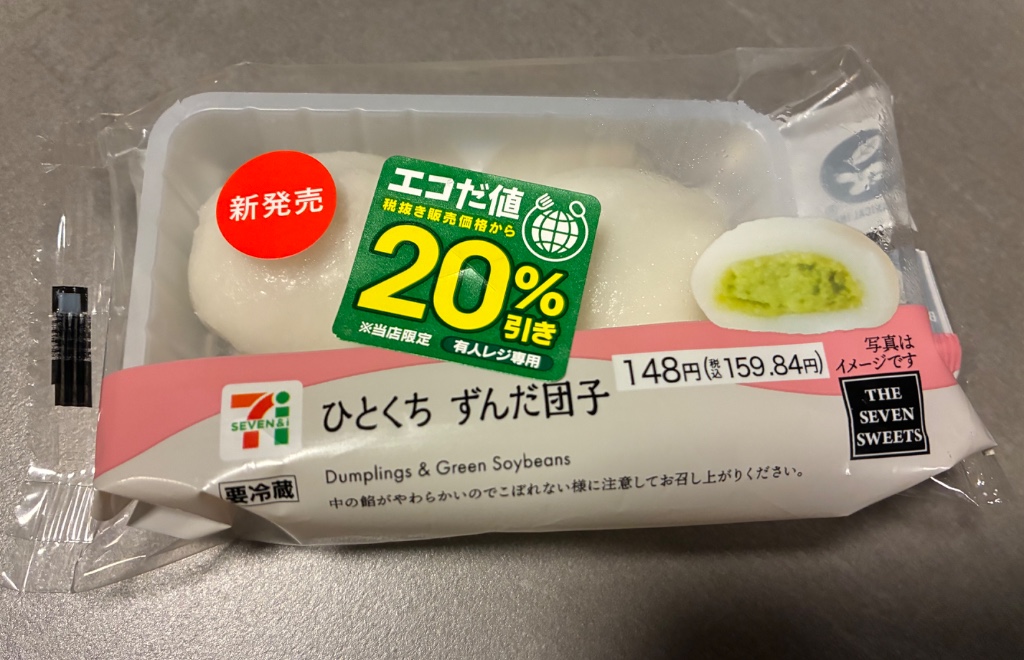 新発売
エコだ値
税抜き販売価格から
20%
引き
※当店限定 有人レジ専用
148円(税込159.84円)
写真は
イメージです
SEVEN&i
ひとくち ずんだ団子
THE
SEVEN
SWEETS
Dumplings & Green Soybeans
要冷蔵
中の餡がやわらかいのでこぼれない様に注意してお召し上がりください。